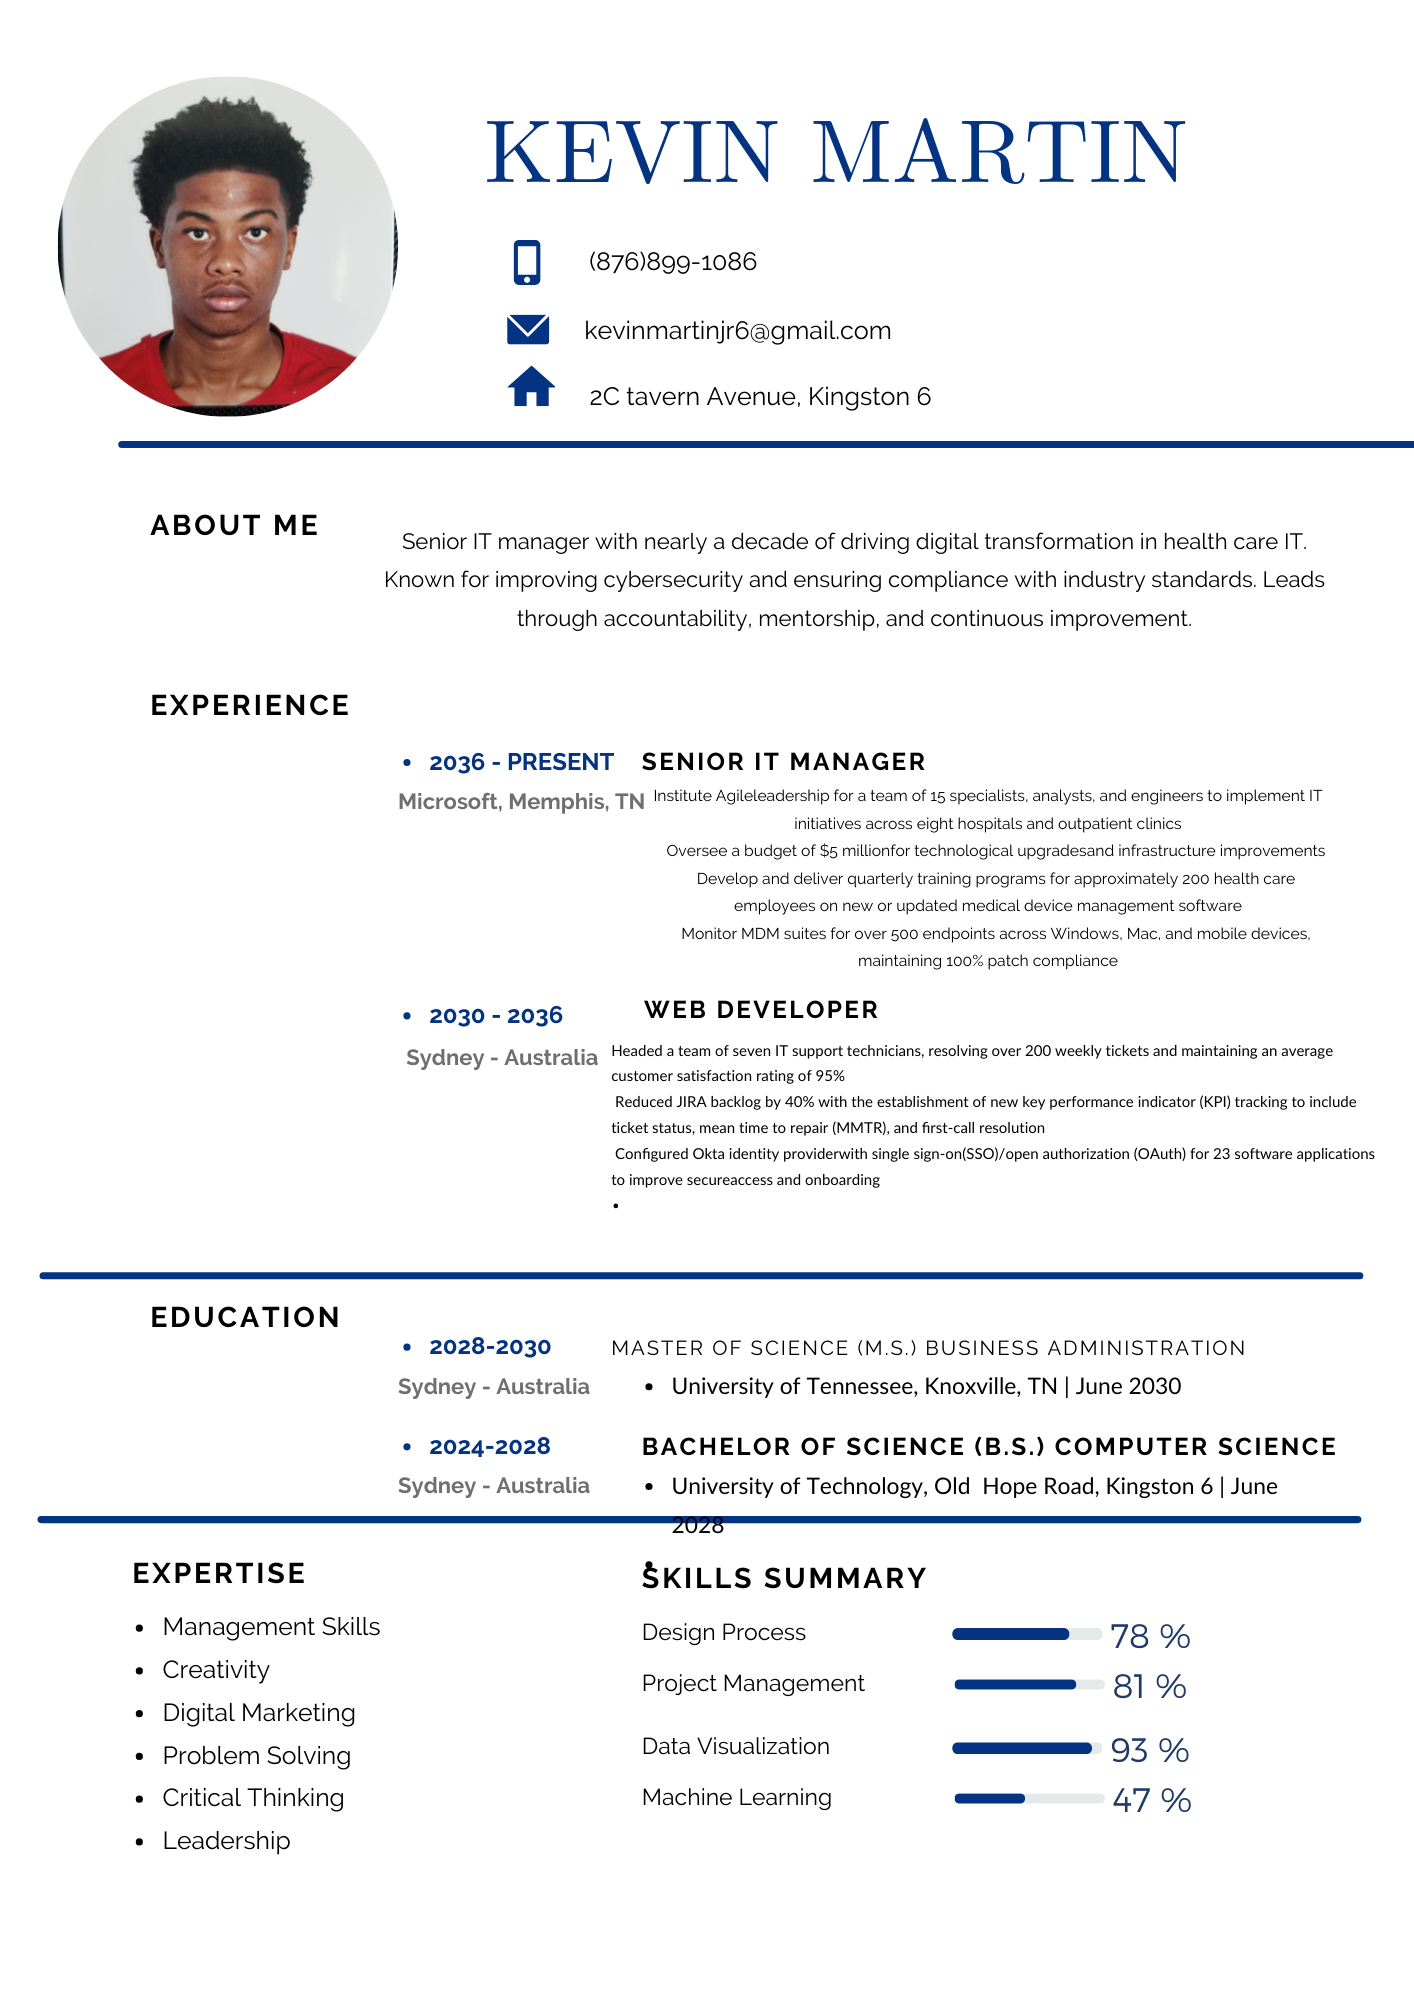 KEVIN MARTIN
(876)899-1086
kevinmartinjr6@gmail.com
2C tavern Avenue, Kingston 6
ABOUT ME
Senior IT manager with nearly a decade of driving digital transformation in health care IT.
Known for improving cybersecurity and ensuring compliance with industry standards. Leads
through accountability, mentorship, and continuous improvement.
EXPERIENCE
• 2036 - PRESENT
Microsoft, Memphis, TN
SENIOR IT MANAGER
Institute Agileleadership for a team of 15 specialists, analysts, and engineers to implement IT
initiatives across eight hospitals and outpatient clinics
Oversee a budget of $5 millionfor technological upgradesand infrastructure improvements
Develop and deliver quarterly training programs for approximately 200 health care
employees on new or updated medical device management software
Monitor MDM suites for over 500 endpoints across Windows, Mac, and mobile devices,
maintaining 100% patch compliance
• 2030 - 2036
Sydney - Australia
WEB DEVELOPER
Headed a team of seven IT support technicians, resolving over 200 weekly tickets and maintaining an average
customer satisfaction rating of 95%
Reduced JIRA backlog by 40% with the establishment of new key performance indicator (KPI) tracking to include
ticket status, mean time to repair (MMTR), and first-call resolution
Configured Okta identity providerwith single sign-on(SSO)/open authorization (OAuth) for 23 software applications
to improve secureaccess and onboarding
•
EDUCATION
• 2028-2030
Sydney - Australia
MASTER OF SCIENCE (M.S.) BUSINESS ADMINISTRATION
• University of Tennessee, Knoxville, TN | June 2030
• 2024-2028
Sydney - Australia
BACHELOR OF SCIENCE (B.S.) COMPUTER SCIENCE
• University of Technology, Old  Hope Road, Kingston 6 | June
2028
•
EXPERTISE
• Management Skills
• Creativity
• Digital Marketing
• Problem Solving
• Critical Thinking
• Leadership
SKILLS SUMMARY
Design Process 78 %
Project Management 81 %
Data Visualization 93 %
Machine Learning 47 %